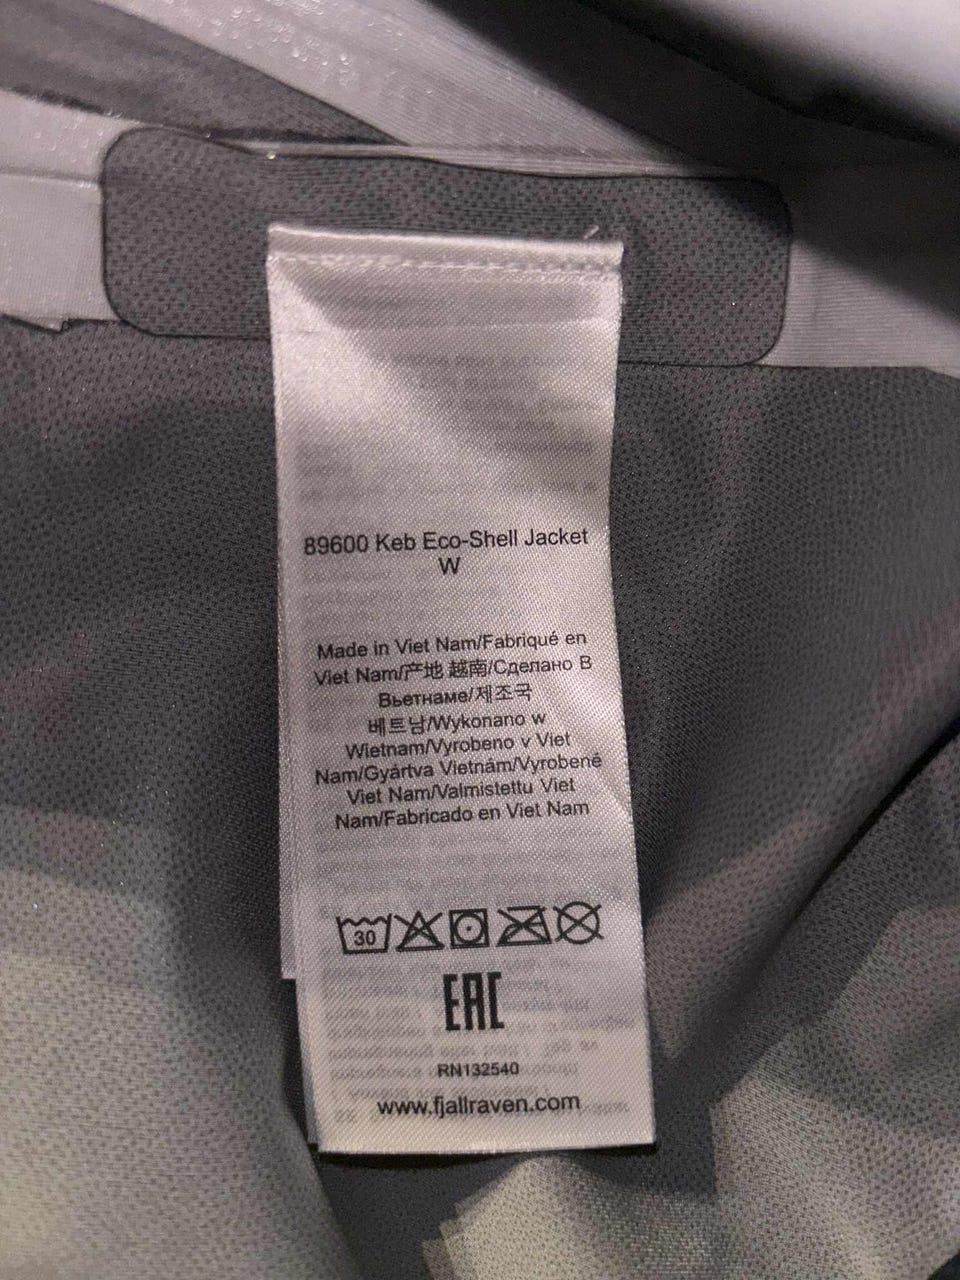 89600 Keb Eco-Shell Jacket
W
Made in Viet Nam/Fabriqué en
Viet Nam/产地 越南/Сделано В
Вьетнаме/제조국
베트남/Wykonano w
Wietnam/Vyrobeno v Viet
Nam/Gyártva Vietnám/Vyrobené
Viet Nam/Valmistettu Viet
Nam/Fabricado en Viet Nam
30
EAC
RN132540
www.fjallraven.com